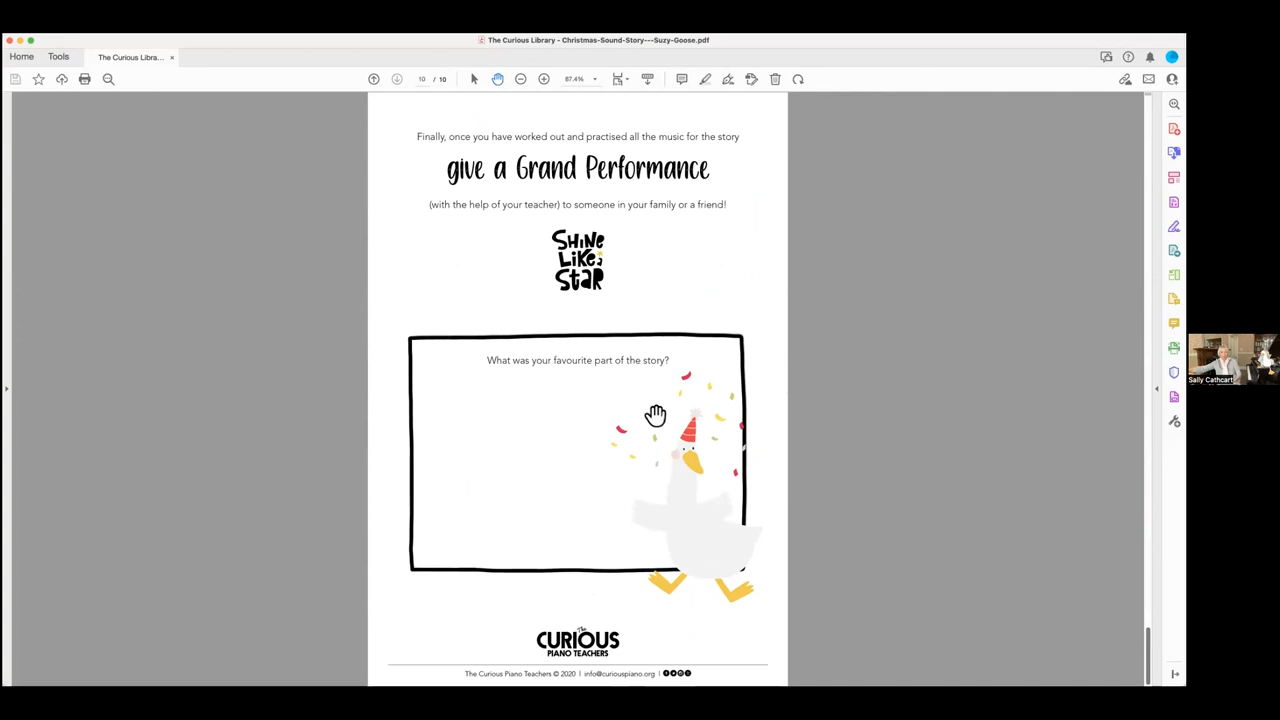 The Curious Library - Christmas-Sound-Story---Suzy-Goose.pdf
Home Tools The Curious Libra... ×
10 / 10 87.4%
Finally, once you have worked out and practised all the music for the story
give a Grand Performance
(with the help of your teacher) to someone in your family or a friend!
SHINE
LIKE a
STAR
What was your favourite part of the story?
Sally Cathcart
The
CURIOUS
PIANO TEACHERS
The Curious Piano Teachers © 2020 | info@curiouspiano.org |